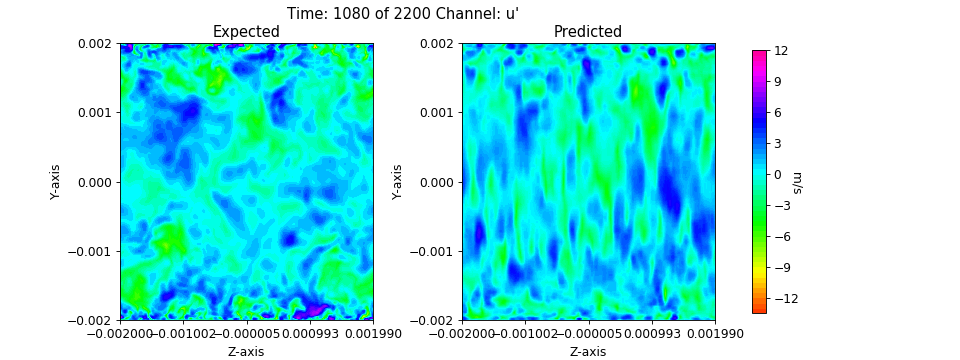 Time: 1080 of 2200 Channel: u'
Expected
Predicted
0.002
0.001
0.000
−0.001
−0.002
Y-axis
−0.002000 −0.001002 −0.000005 0.000993 0.001990
Z-axis
0.002
0.001
0.000
−0.001
−0.002
Y-axis
−0.002000 −0.001002 −0.000005 0.000993 0.001990
Z-axis
12
9
6
3
0
−3
−6
−9
−12
m/s